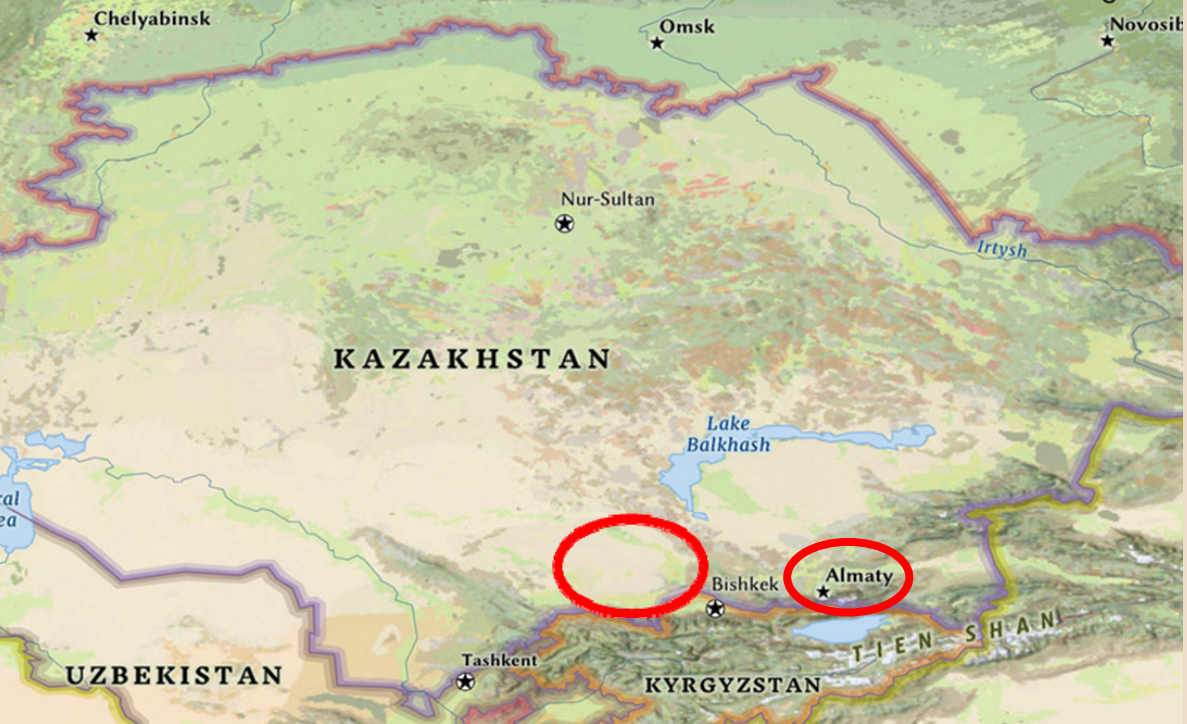 Chelyabinsk
Omsk
Novosib
Nur-Sultan
Irtysh
KAZAKHSTAN
Lake
Balkhash
ral
ea
Almaty
Bishkek
TIEN SHAN
Tashkent
UZBEKISTAN
KYRGYZSTAN